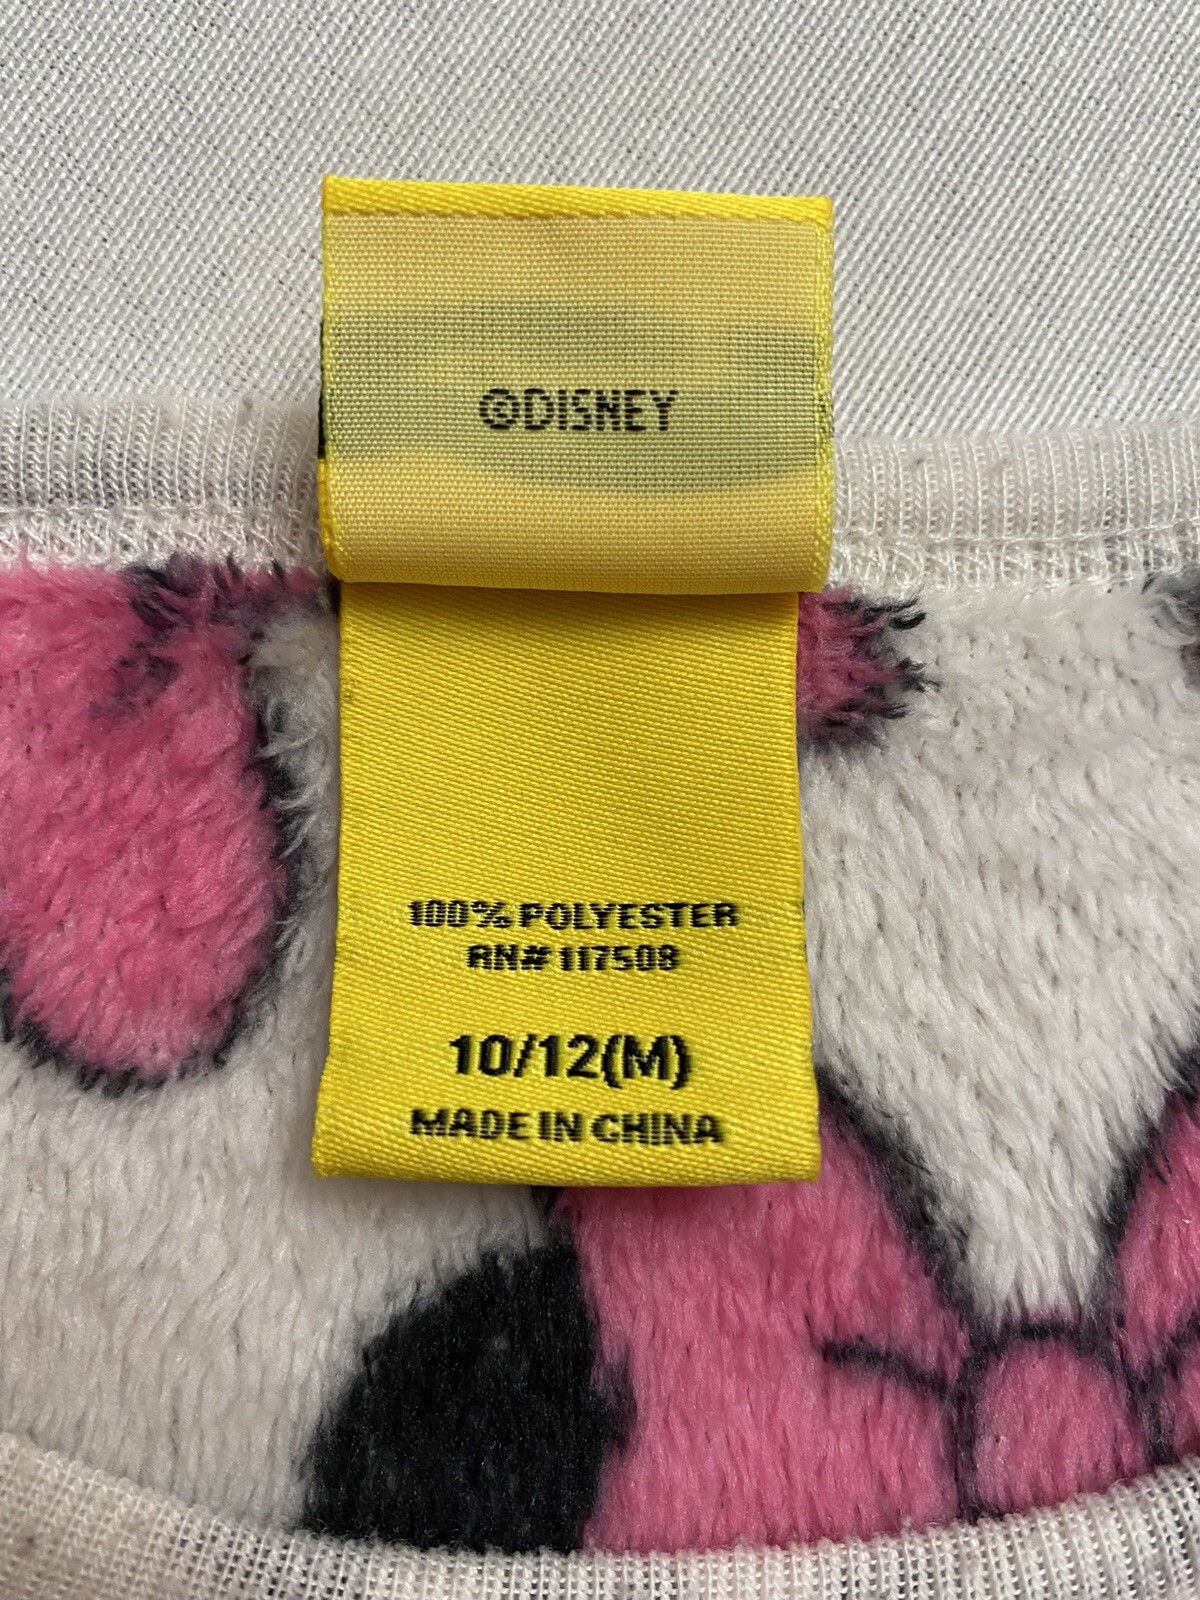 ©DISNEY
100% POLYESTER
RN# 117508
10/12(M)
MADE IN CHINA